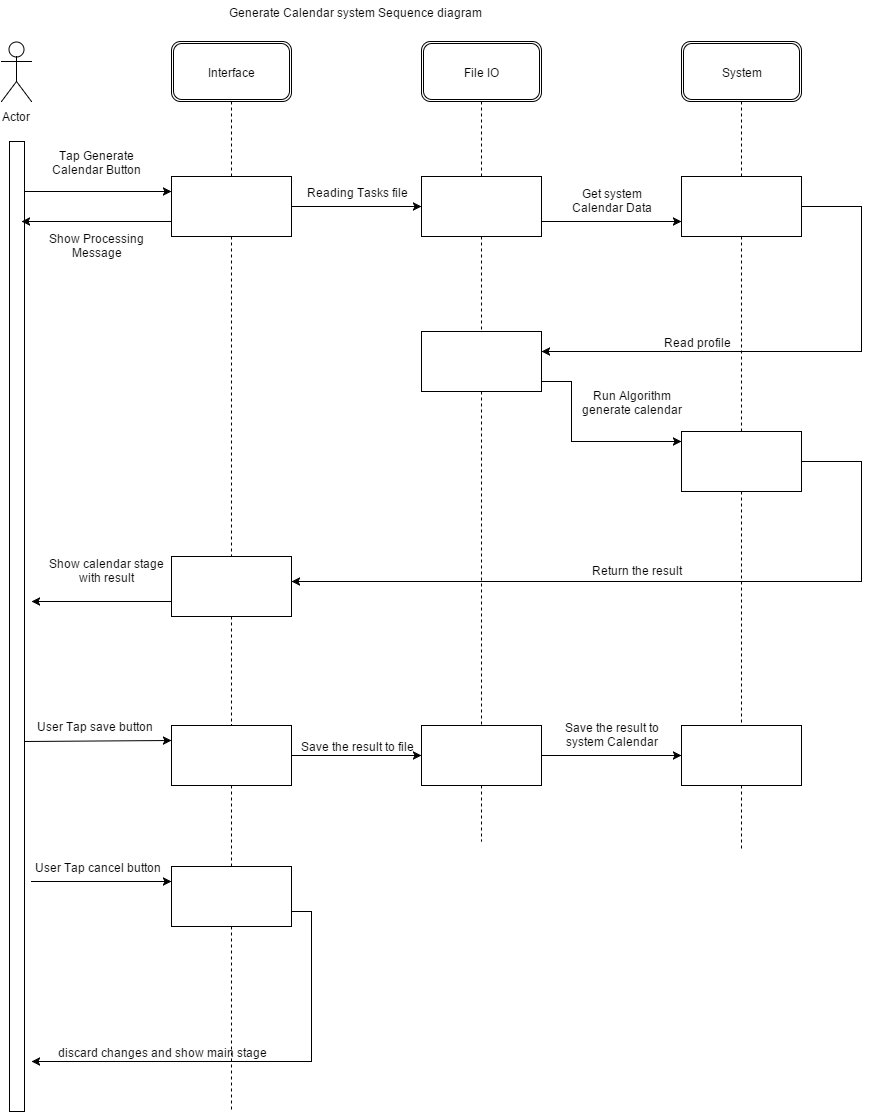 Generate Calendar system Sequence diagram
Interface
File IO
System
Actor
Tap Generate
Calendar Button
Reading Tasks file
Get system
Calendar Data
Show Processing
Message
Read profile
Run Algorithm
generate calendar
Show calendar stage
with result
Return the result
User Tap save button
Save the result to file
Save the result to
system Calendar
User Tap cancel button
discard changes and show main stage